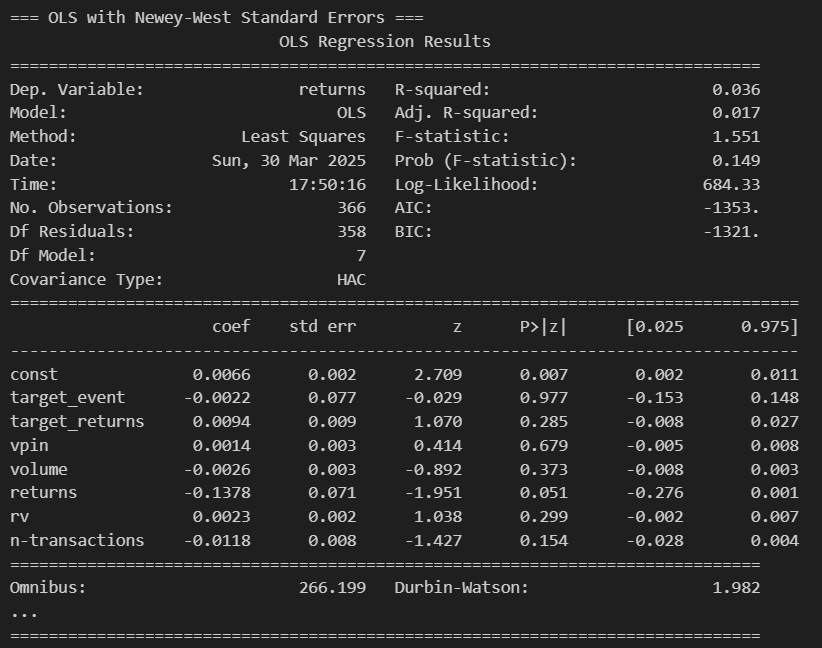 === OLS with Newey-West Standard Errors ===
OLS Regression Results
==============================================================================
Dep. Variable: returns R-squared: 0.036
Model: OLS Adj. R-squared: 0.017
Method: Least Squares F-statistic: 1.551
Date: Sun, 30 Mar 2025 Prob (F-statistic): 0.149
Time: 17:50:16 Log-Likelihood: 684.33
No. Observations: 366 AIC: -1353.
Df Residuals: 358 BIC: -1321.
Df Model: 7
Covariance Type: HAC
==================================================================================
coef std err z P>|z| [0.025 0.975]
----------------------------------------------------------------------------------
const 0.0066 0.002 2.709 0.007 0.002 0.011
target_event -0.0022 0.077 -0.029 0.977 -0.153 0.148
target_returns 0.0094 0.009 1.070 0.285 -0.008 0.027
vpin 0.0014 0.003 0.414 0.679 -0.005 0.008
volume -0.0026 0.003 -0.892 0.373 -0.008 0.003
returns -0.1378 0.071 -1.951 0.051 -0.276 0.001
rv 0.0023 0.002 1.038 0.299 -0.002 0.007
n-transactions -0.0118 0.008 -1.427 0.154 -0.028 0.004
==============================================================================
Omnibus: 266.199 Durbin-Watson: 1.982
...
==============================================================================